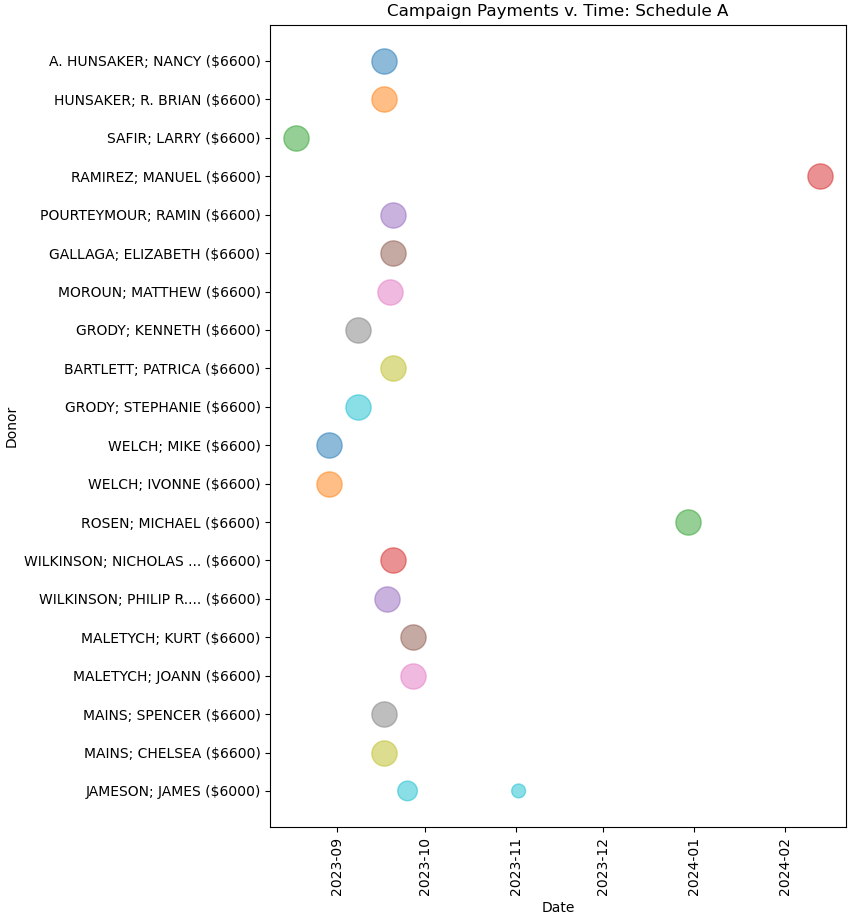 Campaign Payments v. Time: Schedule A
A. HUNSAKER; NANCY ($6600)
HUNSAKER; R. BRIAN ($6600)
SAFIR; LARRY ($6600)
RAMIREZ; MANUEL ($6600)
POURTEYMOUR; RAMIN ($6600)
GALLAGA; ELIZABETH ($6600)
MOROUN; MATTHEW ($6600)
GRODY; KENNETH ($6600)
BARTLETT; PATRICA ($6600)
GRODY; STEPHANIE ($6600)
WELCH; MIKE ($6600)
WELCH; IVONNE ($6600)
ROSEN; MICHAEL ($6600)
WILKINSON; NICHOLAS ... ($6600)
WILKINSON; PHILIP R.... ($6600)
MALETYCH; KURT ($6600)
MALETYCH; JOANN ($6600)
MAINS; SPENCER ($6600)
MAINS; CHELSEA ($6600)
JAMESON; JAMES ($6000)
Donor
2023-09
2023-10
2023-11
2023-12
2024-01
2024-02
Date